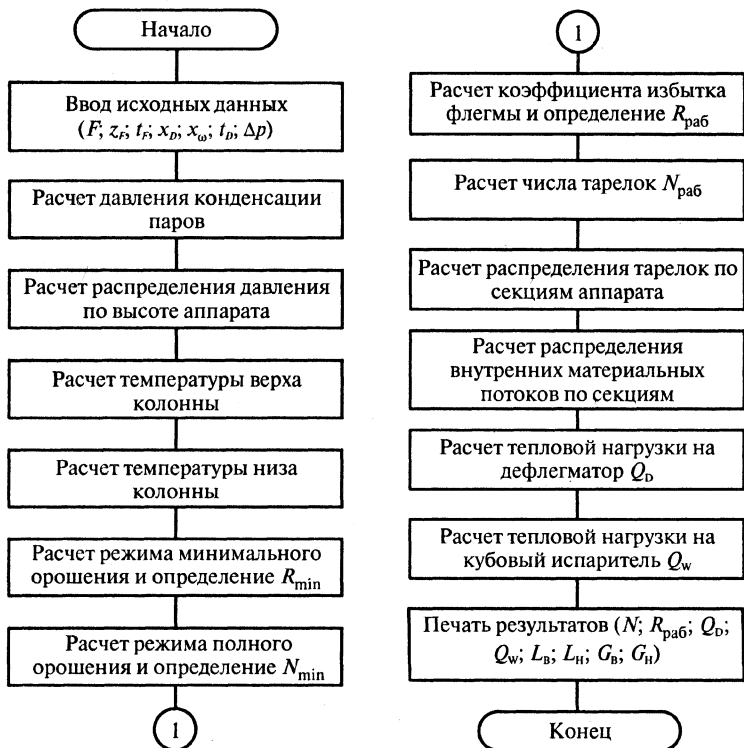 Начало
Ввод исходных данных
(F; z_F; t_F; x_D; x_ω; t_D; Δp)
Расчет давления конденсации
паров
Расчет распределения давления
по высоте аппарата
Расчет температуры верха
колонны
Расчет температуры низа
колонны
Расчет режима минимального
орошения и определение R_min
Расчет режима полного
орошения и определение N_min
1
1
Расчет коэффициента избытка
флегмы и определение R_раб
Расчет числа тарелок N_раб
Расчет распределения тарелок по
секциям аппарата
Расчет распределения
внутренних материальных
потоков по секциям
Расчет тепловой нагрузки на
дефлегматор Q_D
Расчет тепловой нагрузки на
кубовый испаритель Q_w
Печать результатов (N; R_раб; Q_D;
Q_w; L_в; L_н; G_в; G_н)
Конец